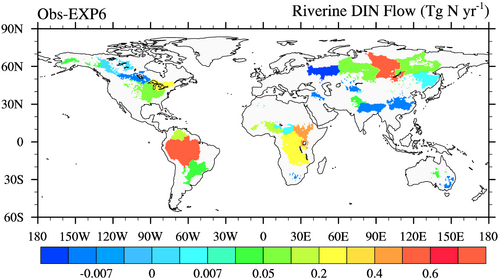 Obs-EXP6 Riverine DIN Flow (Tg N yr⁻¹)
90N
60N
30N
0
30S
60S
180 150W 120W 90W 60W 30W 0 30E 60E 90E 120E 150E 180
-0.007 0 0.007 0.05 0.2 0.4 0.6